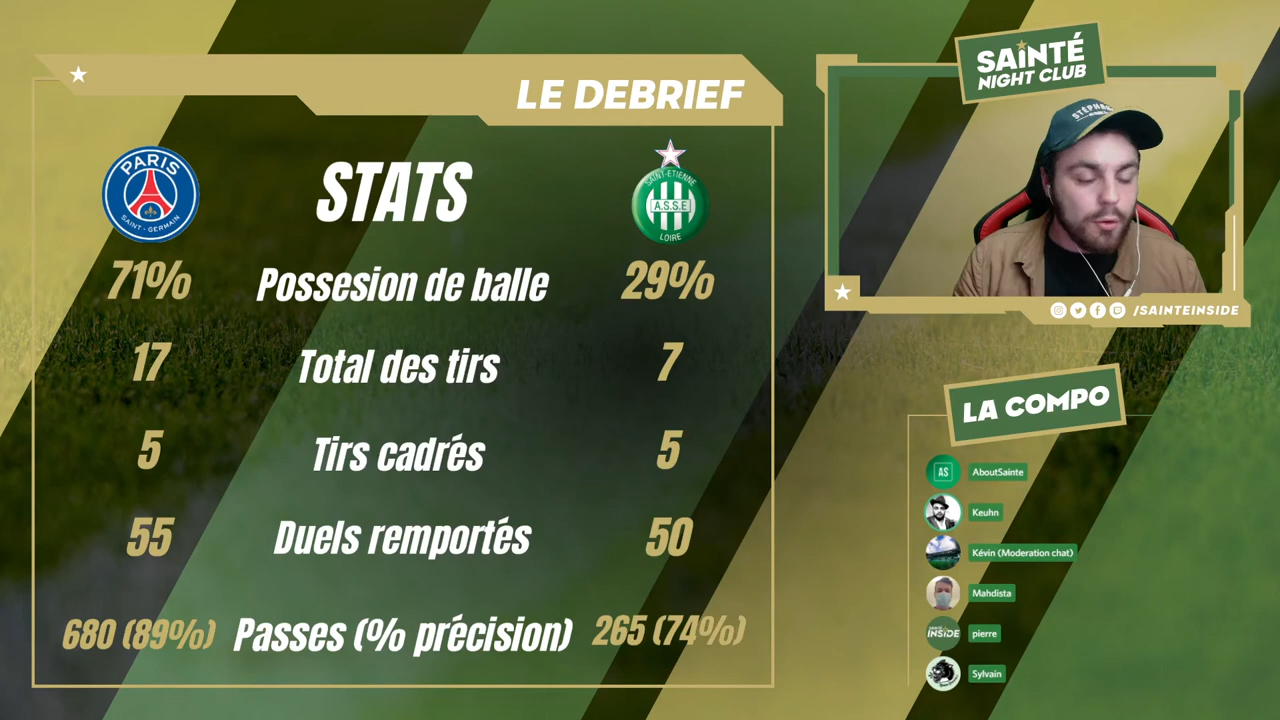 LE DEBRIEF
PARIS
SAINT-GERMAIN
STATS
SAINT-ETIENNE
A.S.S.E
LOIRE
71% Possesion de balle 29%
17 Total des tirs 7
5 Tirs cadrés 5
55 Duels remportés 50
680 (89%) Passes (% précision) 265 (74%)
SAINTÉ
NIGHT CLUB
/SAINTEINSIDE
LA COMPO
AS AboutSainte
Keuhn
Kévin (Moderation chat)
Mahdista
INSIDE pierre
Sylvain